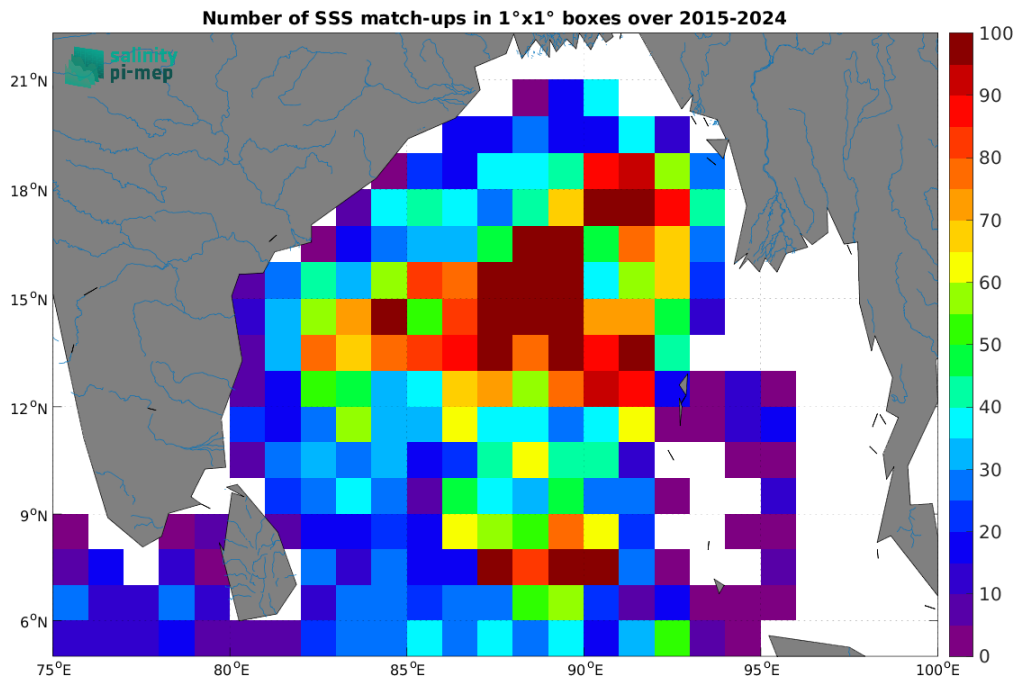 Number of SSS match-ups in 1°x1° boxes over 2015-2024
salinity
pi-mep
21°N
18°N
15°N
12°N
9°N
6°N
75°E 80°E 85°E 90°E 95°E 100°E
100
90
80
70
60
50
40
30
20
10
0